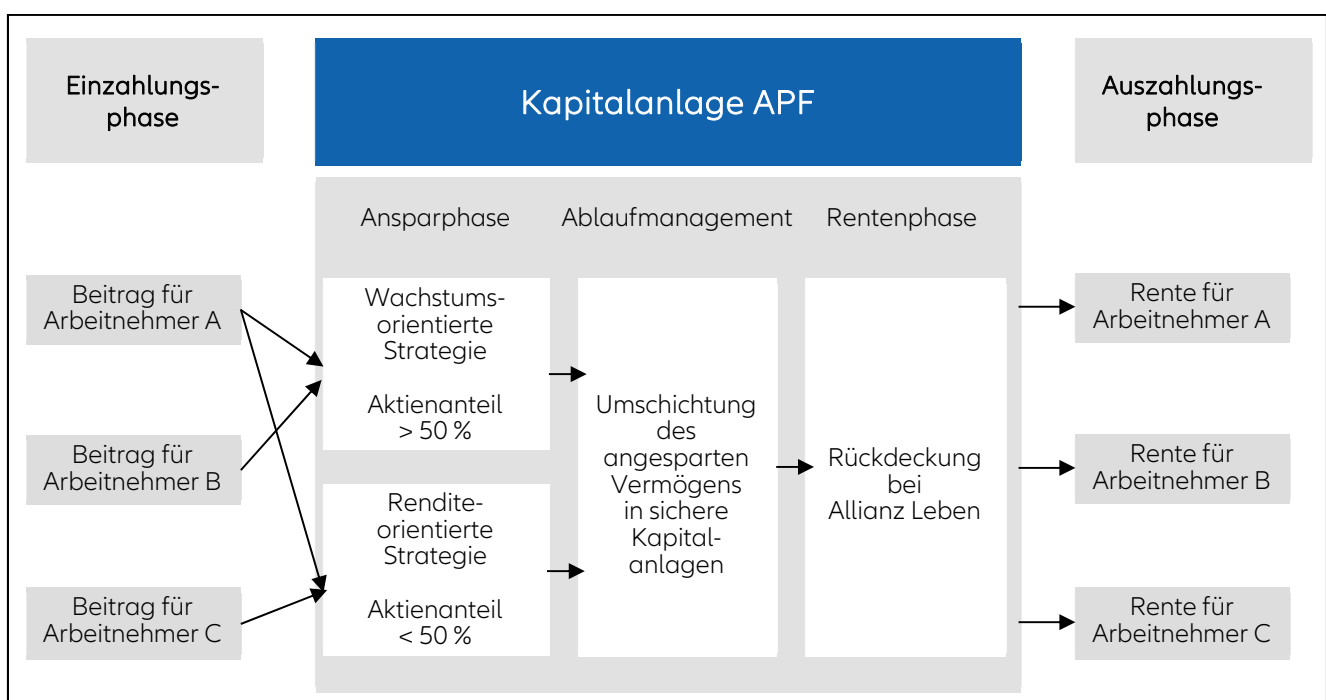 Einzahlungs-
phase
Kapitalanlage APF
Auszahlungs-
phase
Ansparphase
Ablaufmanagement
Rentenphase
Beitrag für
Arbeitnehmer A
Beitrag für
Arbeitnehmer B
Beitrag für
Arbeitnehmer C
Wachstums-
orientierte
Strategie
Aktienanteil
> 50 %
Rendite-
orientierte
Strategie
Aktienanteil
< 50 %
Umschichtung
des
angesparten
Vermögens
in sichere
Kapital-
anlagen
Rückdeckung
bei
Allianz Leben
Rente für
Arbeitnehmer A
Rente für
Arbeitnehmer B
Rente für
Arbeitnehmer C